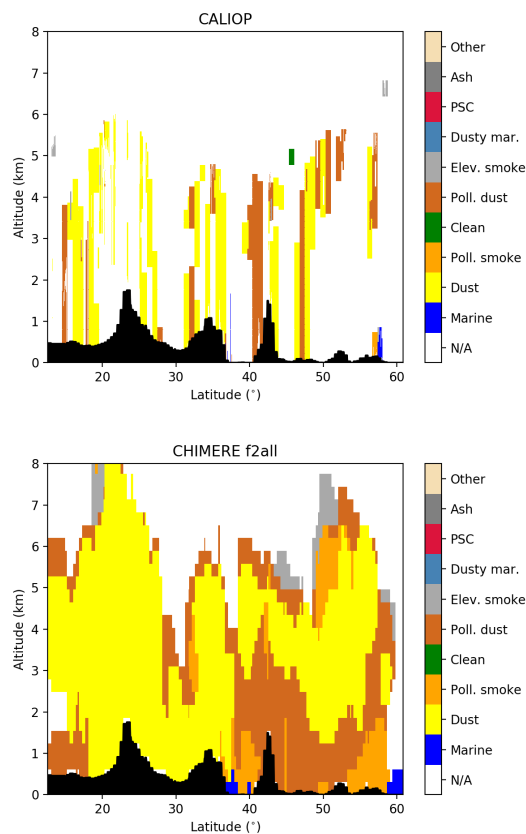 CALIOP
8
7
6
5
4
3
2
1
0
Altitude (km)
20
30
40
50
60
Latitude (°)
Other
Ash
PSC
Dusty mar.
Elev. smoke
Poll. dust
Clean
Poll. smoke
Dust
Marine
N/A
CHIMERE f2all
8
7
6
5
4
3
2
1
0
Altitude (km)
20
30
40
50
60
Latitude (°)
Other
Ash
PSC
Dusty mar.
Elev. smoke
Poll. dust
Clean
Poll. smoke
Dust
Marine
N/A